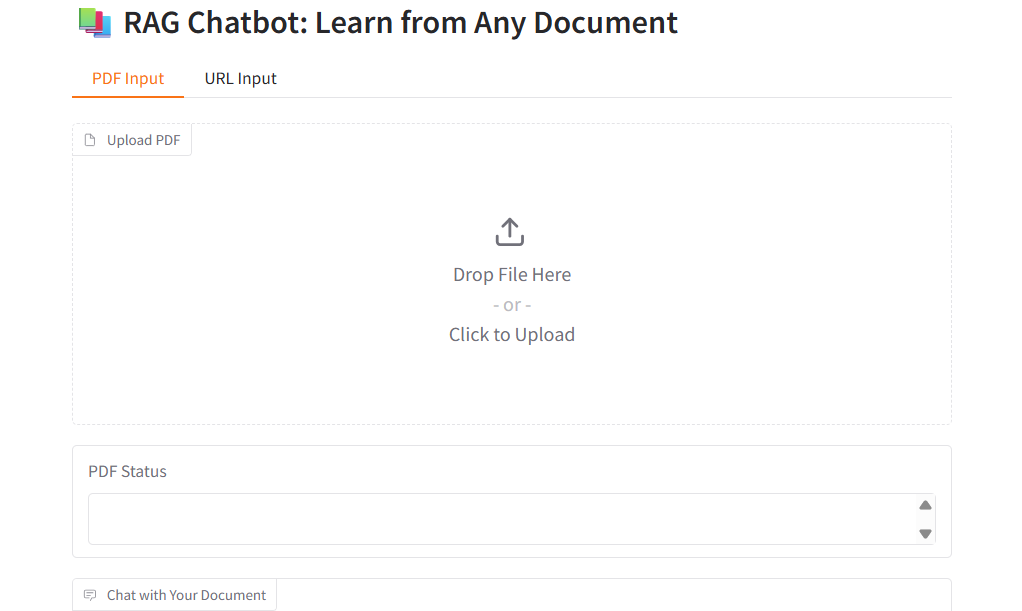 RAG Chatbot: Learn from Any Document
PDF Input
URL Input
Upload PDF
Drop File Here
- or -
Click to Upload
PDF Status
Chat with Your Document